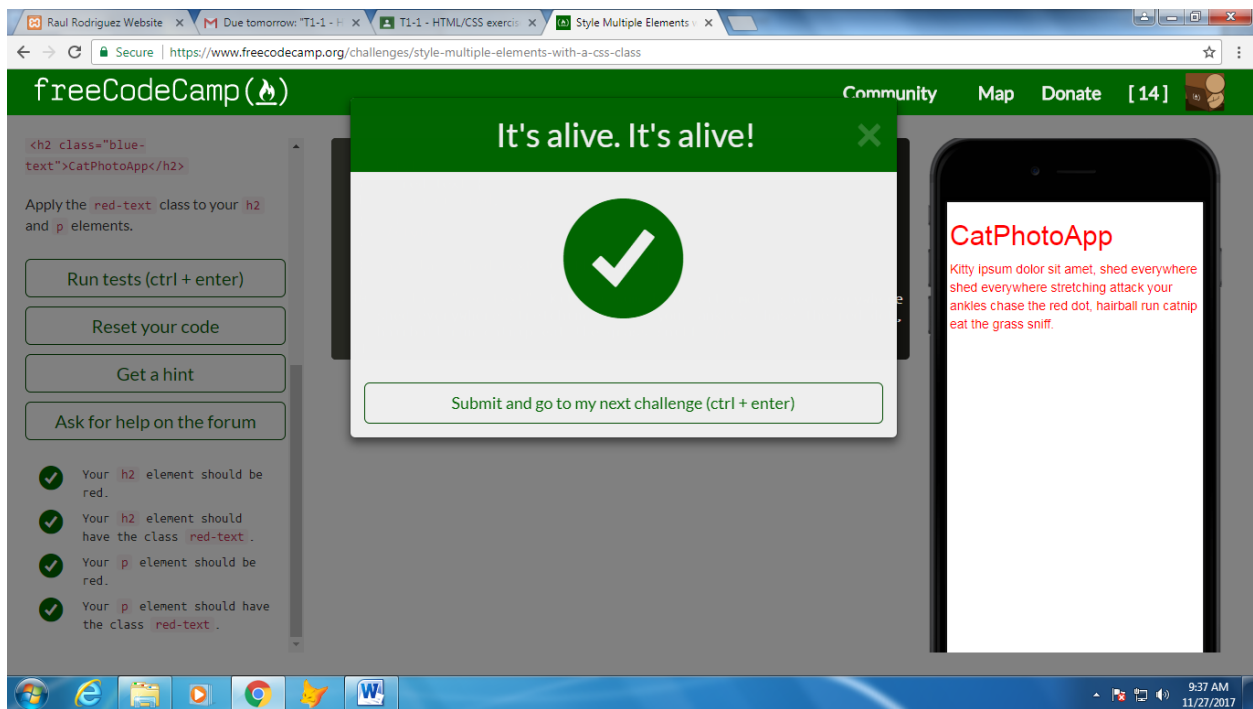 Raul Rodriguez Website
Due tomorrow: "T1-1 - H
T1-1 - HTML/CSS exercis
Style Multiple Elements
Secure | https://www.freecodecamp.org/challenges/style-multiple-elements-with-a-css-class
freeCodeCamp
Community Map Donate [ 14 ]
<h2 class="blue-
text">CatPhotoApp</h2>
Apply the red-text class to your h2
and p elements.
Run tests (ctrl + enter)
Reset your code
Get a hint
Ask for help on the forum
Your h2 element should be
red.
Your h2 element should
have the class red-text .
Your p element should be
red.
Your p element should have
the class red-text .
It's alive. It's alive!
Submit and go to my next challenge (ctrl + enter)
CatPhotoApp
Kitty ipsum dolor sit amet, shed everywhere
shed everywhere stretching attack your
ankles chase the red dot, hairball run catnip
eat the grass sniff.
9:37 AM
11/27/2017